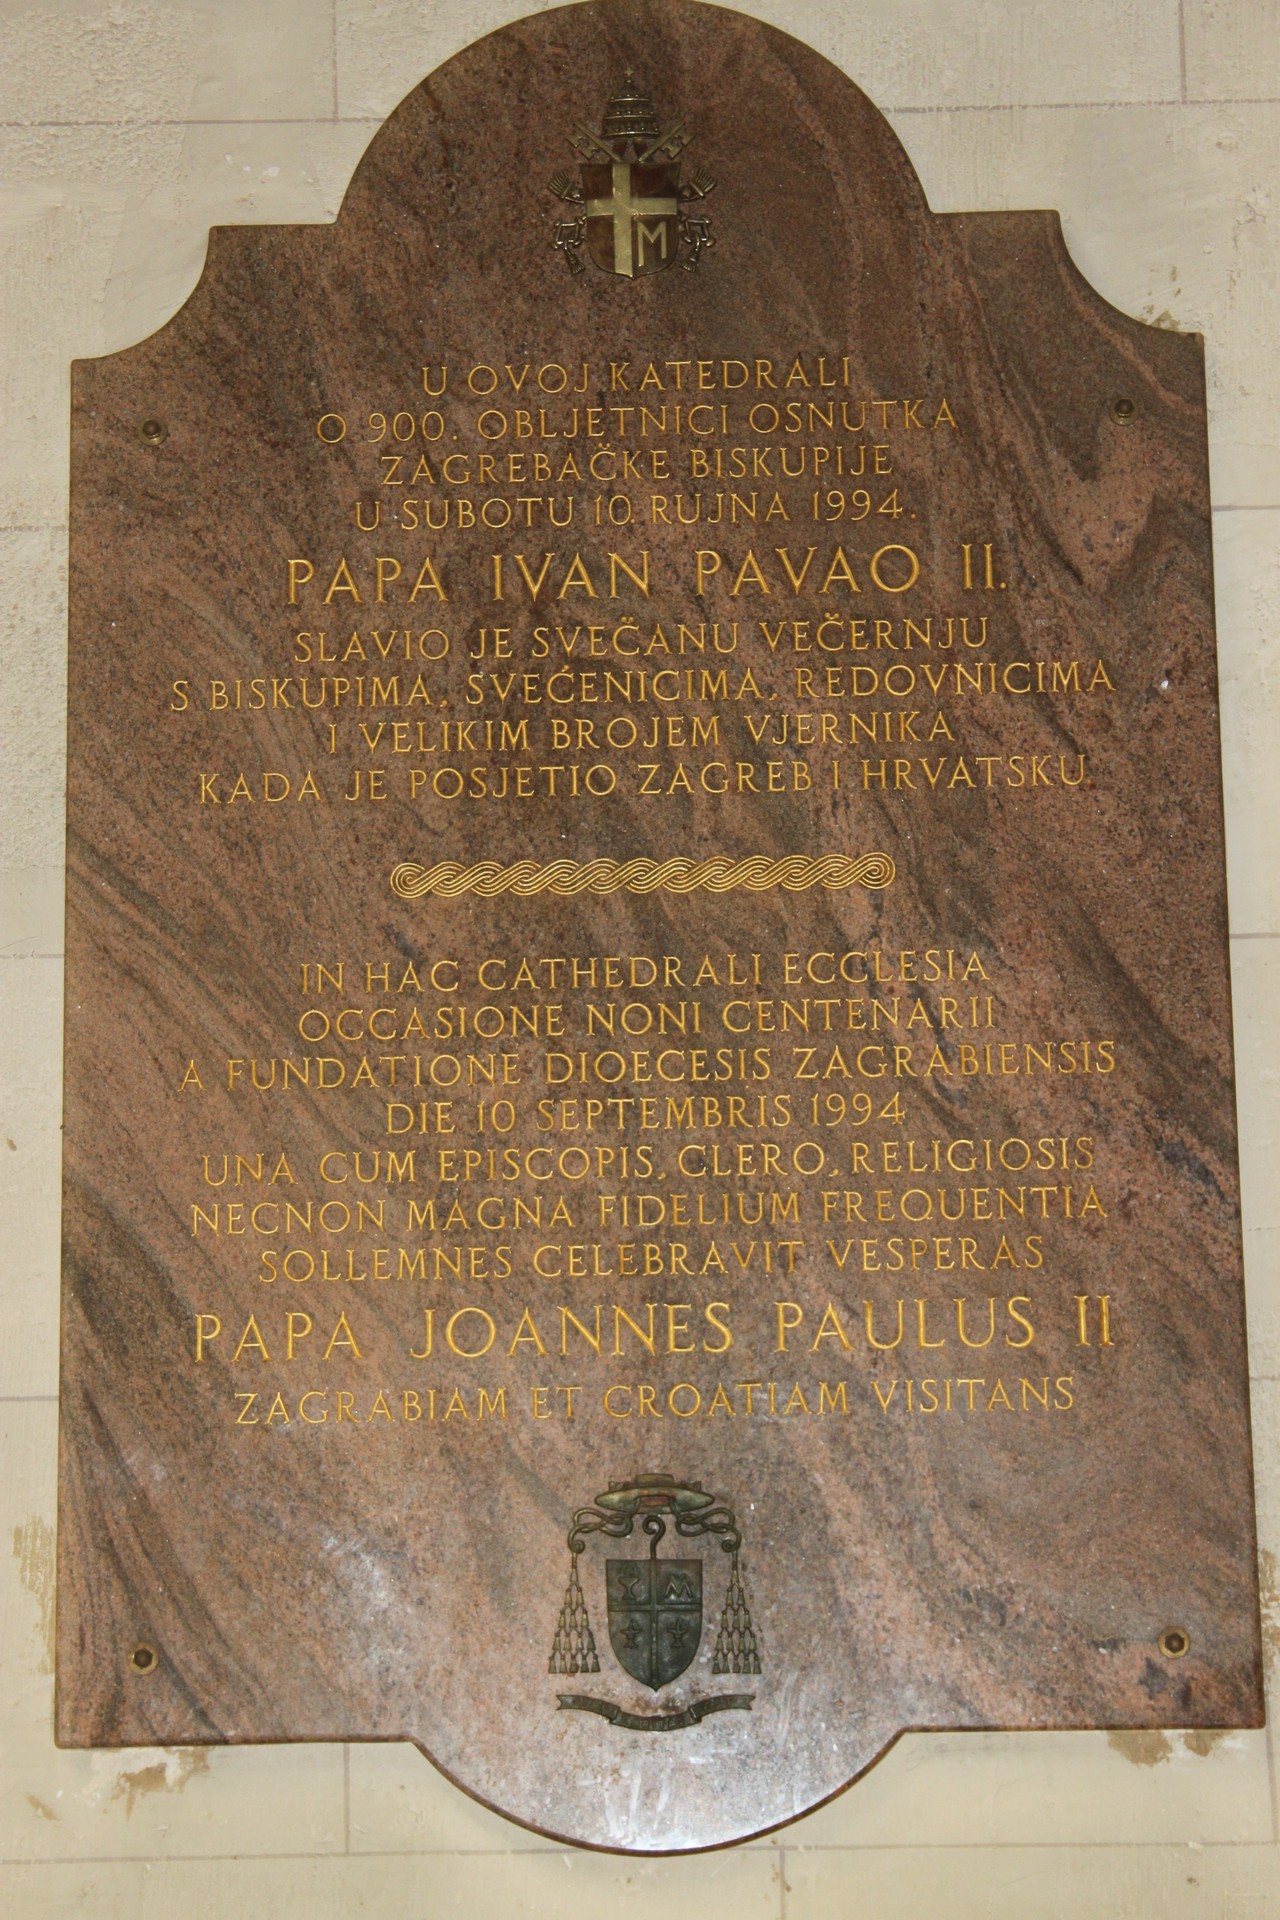 M
U OVOJ KATEDRALI
O 900. OBLJETNICI OSNUTKA
ZAGREBAČKE BISKUPIJE
U SUBOTU 10. RUJNA 1994.
PAPA IVAN PAVAO II.
SLAVIO JE SVEČANU VEČERNJU
S BISKUPIMA, SVEĆENICIMA, REDOVNICIMA
I VELIKIM BROJEM VJERNIKA
KADA JE POSJETIO ZAGREB I HRVATSKU.
IN HAC CATHEDRALI ECCLESIA
OCCASIONE NONI CENTENARII
A FUNDATIONE DIOECESIS ZAGRABIENSIS
DIE 10 SEPTEMBRIS 1994
UNA CUM EPISCOPIS, CLERO, RELIGIOSIS
NECNON MAGNA FIDELIUM FREQUENTIA
SOLLEMNES CELEBRAVIT VESPERAS
PAPA JOANNES PAULUS II
ZAGRABIAM ET CROATIAM VISITANS
M